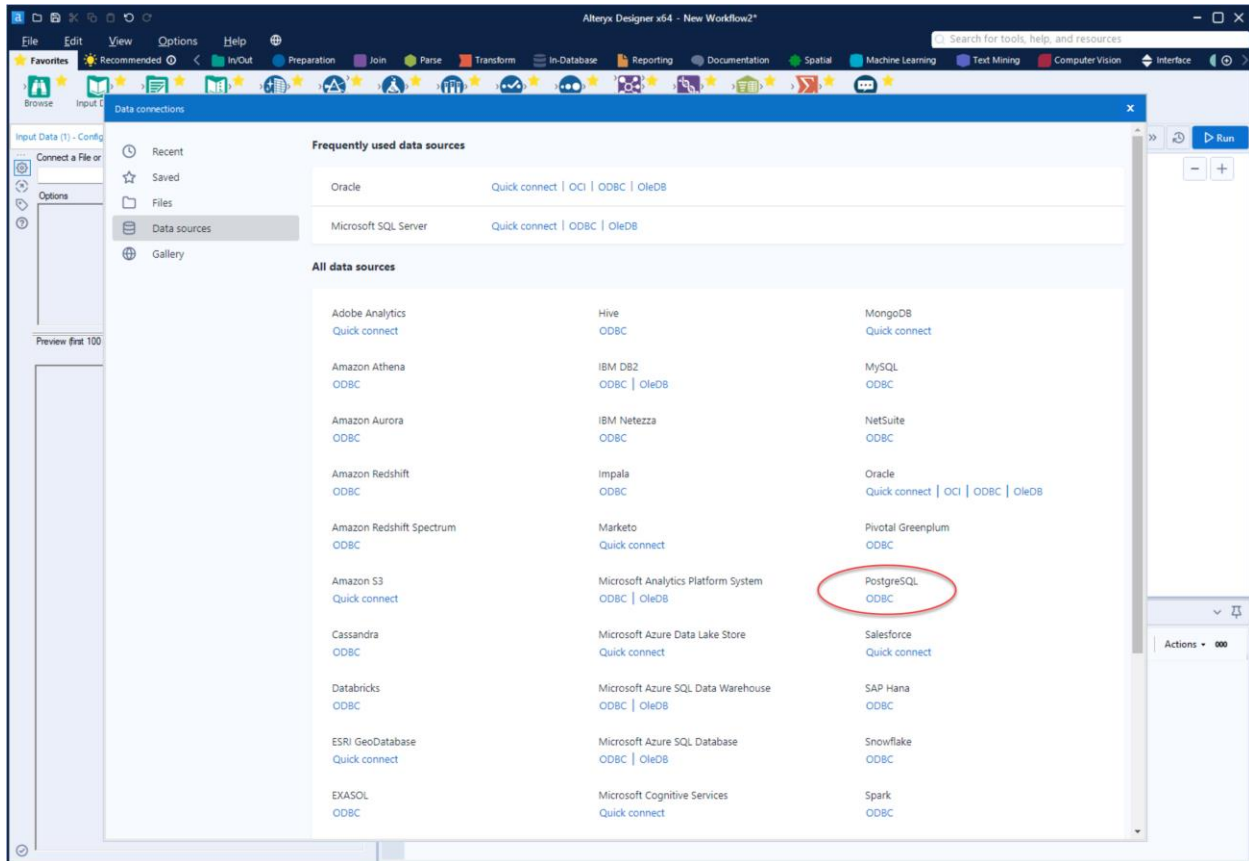 Alteryx Designer x64 - New Workflow2*
File Edit View Options Help
Search for tools, help, and resources
Favorites Recommended In/Out Preparation Join Parse Transform In-Database Reporting Documentation Spatial Machine Learning Text Mining Computer Vision Interface
Browse Input
Data connections x
Input Data (1) - Config
Run
Connect a File or
Options
Preview (first 100
Recent
Saved
Files
Data sources
Gallery
Frequently used data sources
Oracle Quick connect | OCI | ODBC | OleDB
Microsoft SQL Server Quick connect | ODBC | OleDB
All data sources
Adobe Analytics Hive MongoDB
Quick connect ODBC Quick connect
Amazon Athena IBM DB2 MySQL
ODBC ODBC | OleDB ODBC
Amazon Aurora IBM Netezza NetSuite
ODBC ODBC ODBC
Amazon Redshift Impala Oracle
ODBC ODBC Quick connect | OCI | ODBC | OleDB
Amazon Redshift Spectrum Marketo Pivotal Greenplum
ODBC Quick connect ODBC
Amazon S3 Microsoft Analytics Platform System PostgreSQL
Quick connect ODBC | OleDB ODBC
Cassandra Microsoft Azure Data Lake Store Salesforce
ODBC Quick connect Quick connect
Databricks Microsoft Azure SQL Data Warehouse SAP Hana
ODBC ODBC | OleDB ODBC
ESRI GeoDatabase Microsoft Azure SQL Database Snowflake
Quick connect ODBC | OleDB ODBC
EXASOL Microsoft Cognitive Services Spark
ODBC Quick connect ODBC
Actions